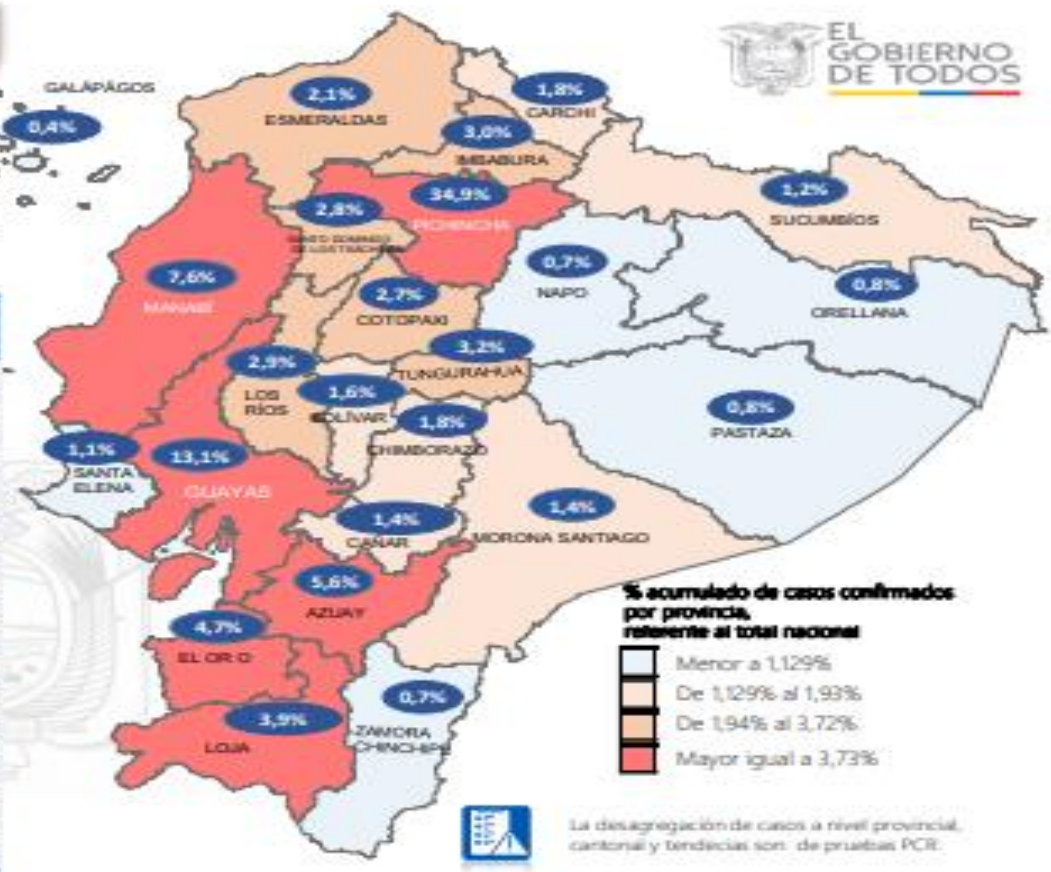 EL
GOBIERNO
DE TODOS
GALÁPÁGOS
0,4%
2,1%
ESMERALDAS
1,8%
CARCHI
3,0%
IMBABURA
34,9%
PICHINCHA
1,2%
SUCUMBÍOS
2,8%
SANTO DOMINGO
7,6%
MANABÍ
0,7%
NAPO
0,8%
ORELLANA
2,7%
COTOPAXI
3,2%
TUNGURAHUA
2,9%
LOS
RÍOS
1,6%
BOLÍVAR
1,8%
CHIMBORAZO
0,8%
PASTAZA
1,1%
SANTA
ELENA
13,1%
GUAYAS
1,4%
CAÑAR
1,4%
MORONA SANTIAGO
5,6%
AZUAY
4,7%
EL OR O
3,9%
LOJA
0,7%
ZAMORA
CHINCHIPE
% acumulado de casos confirmados
por provincia,
referente al total nacional
Menor a 1,129%
De 1,129% al 1,93%
De 1,94% al 3,72%
Mayor igual a 3,73%
La desagregación de casos a nivel provincial,
cantonal y tendecias son de pruebas PCR.